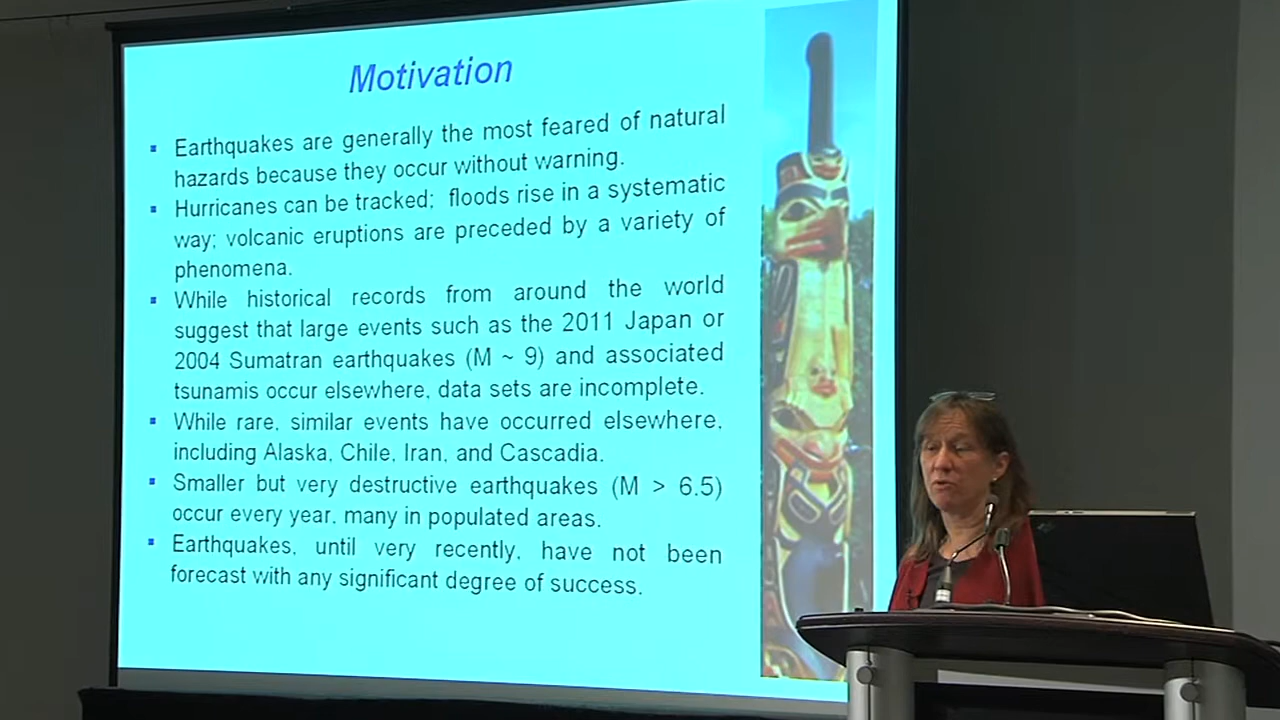 Motivation
Earthquakes are generally the most feared of natural
hazards because they occur without warning.
Hurricanes can be tracked; floods rise in a systematic
way; volcanic eruptions are preceded by a variety of
phenomena.
While historical records from around the world
suggest that large events such as the 2011 Japan or
2004 Sumatran earthquakes (M ~ 9) and associated
tsunamis occur elsewhere, data sets are incomplete.
While rare, similar events have occurred elsewhere,
including Alaska, Chile, Iran, and Cascadia.
Smaller but very destructive earthquakes (M > 6.5)
occur every year, many in populated areas.
Earthquakes, until very recently, have not been
forecast with any significant degree of success.